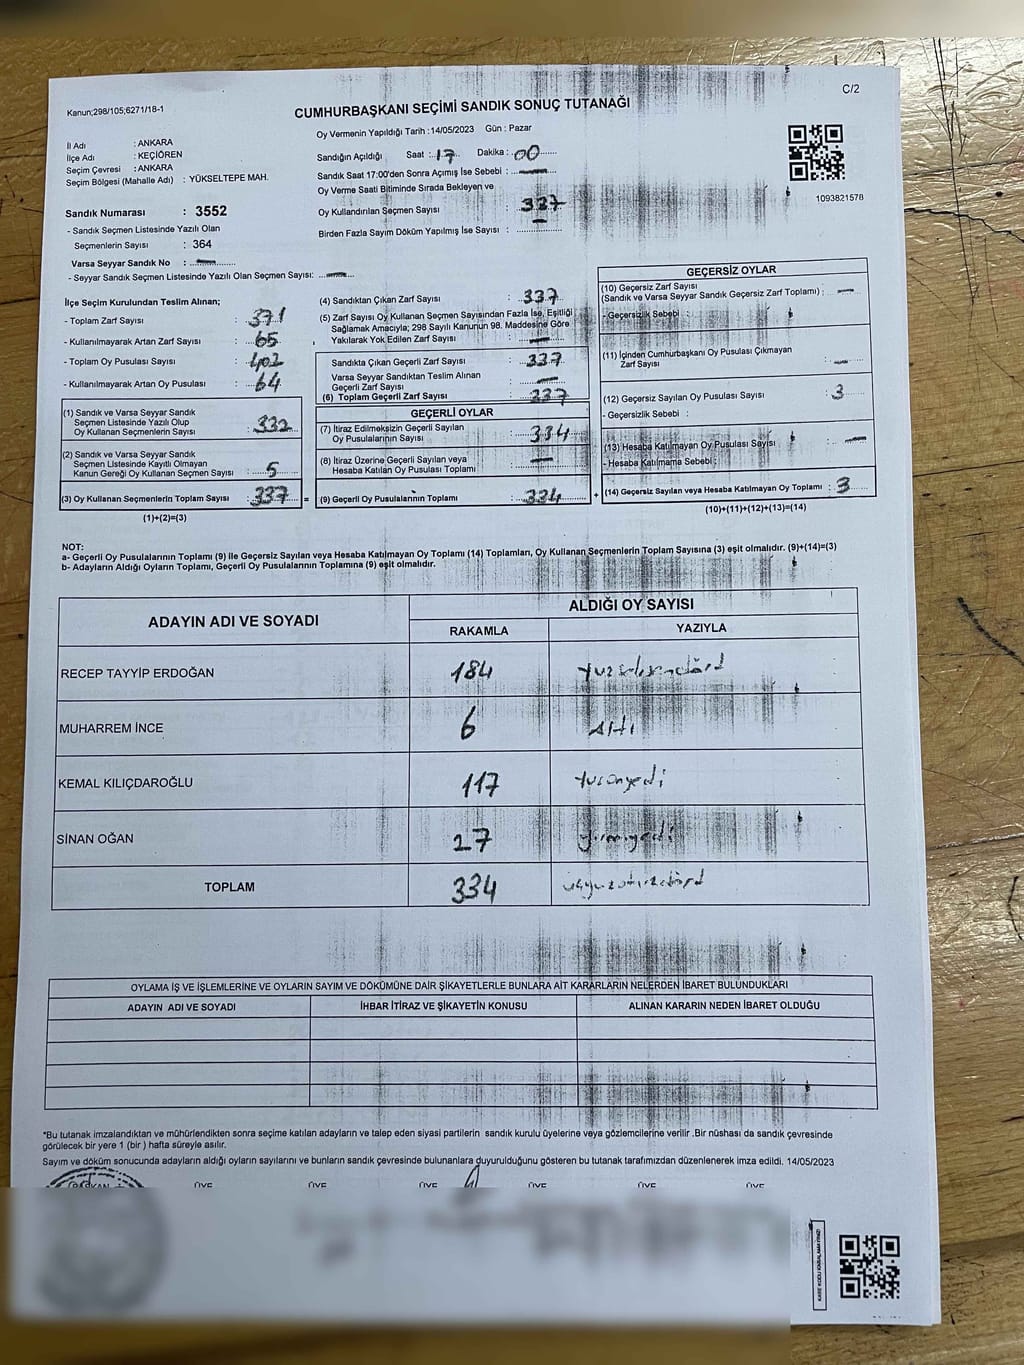 Kanun;298/105;6271/18-1
C/2
CUMHURBAŞKANI SEÇİMİ SANDIK SONUÇ TUTANAĞI
Oy Vermenin Yapıldığı Tarih :14/05/2023 Gün : Pazar
İl Adı : ANKARA
İlçe Adı : KEÇİÖREN
Seçim Çevresi : ANKARA
Seçim Bölgesi (Mahalle Adı) : YÜKSELTEPE MAH.
Sandığın Açıldığı Saat :..17.. Dakika :..00......
Sandık Saat 17:00'den Sonra Açımış İse Sebebi :
Oy Verme Saati Bitiminde Sırada Bekleyen ve
Oy Kullandırılan Seçmen Sayısı : 337
Birden Fazla Sayım Döküm Yapılmış İse Sayısı : —
1093821578
Sandık Numarası : 3552
- Sandık Seçmen Listesinde Yazılı Olan
Seçmenlerin Sayısı : 364
Varsa Seyyar Sandık No : —
- Seyyar Sandık Seçmen Listesinde Yazılı Olan Seçmen Sayısı: —
İlçe Seçim Kurulundan Teslim Alınan;
- Toplam Zarf Sayısı : 371
- Kullanılmayarak Artan Zarf Sayısı : 65
- Toplam Oy Pusulası Sayısı : 402
- Kullanılmayarak Artan Oy Pusulası : 64
(1) Sandık ve Varsa Seyyar Sandık
Seçmen Listesinde Yazılı Olup
Oy Kullanan Seçmenlerin Sayısı : 332
(2) Sandık ve Varsa Seyyar Sandık
Seçmen Listesinde Kayıtlı Olmayan
Kanun Gereği Oy Kullanan Seçmen Sayısı : 5
(3) Oy Kullanan Seçmenlerin Toplam Sayısı : 337 =
(1)+(2)=(3)
(4) Sandıktan Çıkan Zarf Sayısı : 337
(5) Zarf Sayısı Oy Kullanan Seçmen Sayısından Fazla İse, Eşitliği
Sağlamak Amacıyla; 298 Sayılı Kanunun 98. Maddesine Göre
Yakılarak Yok Edilen Zarf Sayısı : —
Sandıkta Çıkan Geçerli Zarf Sayısı : 337
Varsa Seyyar Sandıktan Teslim Alınan
Geçerli Zarf Sayısı : —
(6) Toplam Geçerli Zarf Sayısı : 337
GEÇERLİ OYLAR
(7) İtiraz Edilmeksizin Geçerli Sayılan
Oy Pusulalarının Sayısı : 334
(8) İtiraz Üzerine Geçerli Sayılan veya
Hesaba Katılan Oy Pusulası Toplamı : —
(9) Geçerli Oy Pusulalarının Toplamı : 334 +
GEÇERSİZ OYLAR
(10) Geçersiz Zarf Sayısı
(Sandık ve Varsa Seyyar Sandık Geçersiz Zarf Toplamı) : —
- Geçersizlik Sebebi :
(11) İçinden Cumhurbaşkanı Oy Pusulası Çıkmayan
Zarf Sayısı : —
(12) Geçersiz Sayılan Oy Pusulası Sayısı : 3
- Geçersizlik Sebebi :
(13) Hesaba Katılmayan Oy Pusulası Sayısı : —
- Hesaba Katılmama Sebebi :
(14) Geçersiz Sayılan veya Hesaba Katılmayan Oy Toplamı : 3
(10)+(11)+(12)+(13)=(14)
NOT:
a- Geçerli Oy Pusulalarının Toplamı (9) ile Geçersiz Sayılan veya Hesaba Katılmayan Oy Toplamı (14) Toplamları, Oy Kullanan Seçmenlerin Toplam Sayısına (3) eşit olmalıdır. (9)+(14)=(3)
b- Adayların Aldığı Oyların Toplamı, Geçerli Oy Pusulalarının Toplamına (9) eşit olmalıdır.
ADAYIN ADI VE SOYADI ALDIĞI OY SAYISI
RAKAMLA YAZIYLA
RECEP TAYYİP ERDOĞAN 184 yüzseksendörd
MUHARREM İNCE 6 Altı
KEMAL KILIÇDAROĞLU 117 yüzonyedi
SİNAN OĞAN 27 yirmiyedi
TOPLAM 334 üçyüzotuzdörd
OYLAMA İŞ VE İŞLEMLERİNE VE OYLARIN SAYIM VE DÖKÜMÜNE DAİR ŞİKAYETLERLE BUNLARA AİT KARARLARIN NELERDEN İBARET BULUNDUKLARI
ADAYIN ADI VE SOYADI İHBAR İTİRAZ VE ŞİKAYETİN KONUSU ALINAN KARARIN NEDEN İBARET OLDUĞU
*Bu tutanak imzalandıktan ve mühürlendikten sonra seçime katılan adayların ve talep eden siyasi partilerin sandık kurulu üyelerine veya gözlemcilerine verilir .Bir nüshası da sandık çevresinde
görülecek bir yere 1 (bir ) hafta süreyle asılır.
Sayım ve döküm sonucunda adayların aldığı oyların sayılarını ve bunların sandık çevresinde bulunanlara duyurulduğunu gösteren bu tutanak tarafımızdan düzenlenerek imza edildi. 14/05/2023
BAŞKAN ÜYE ÜYE ÜYE ÜYE ÜYE ÜYE